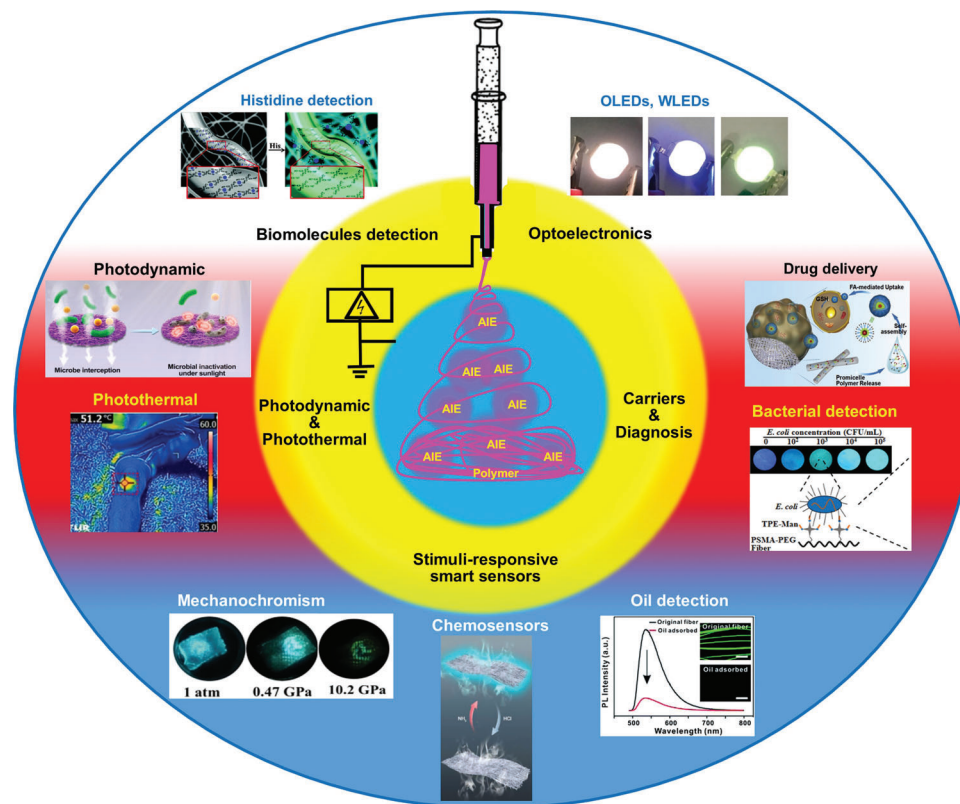 Histidine detection
His
OLEDs, WLEDs
Biomolecules detection
Optoelectronics
Photodynamic
Microbe interception
Microbial inactivation
under sunlight
Drug delivery
FA-mediated Uptake
GSH
Self-
assembly
Promicelle
Polymer Release
AIE
AIE
AIE
AIE
AIE
AIE
AIE
AIE
Polymer
Photothermal
51.2 °C
60.0
35.0
Photodynamic
&
Photothermal
Carriers
&
Diagnosis
Bacterial detection
E. coli concentration (CFU/mL)
0 10² 10³ 10⁴ 10⁵
E. coli
TPE-Man
PSMA-PEG
Fiber
Stimuli-responsive
smart sensors
Mechanochromism
1 atm
0.47 GPa
10.2 GPa
Chemosensors
NH₃
HCl
Oil detection
Original fiber
Oil adsorbed
Original fiber
Oil adsorbed
PL Intensity (a.u.)
500 600 700 800
Wavelength (nm)